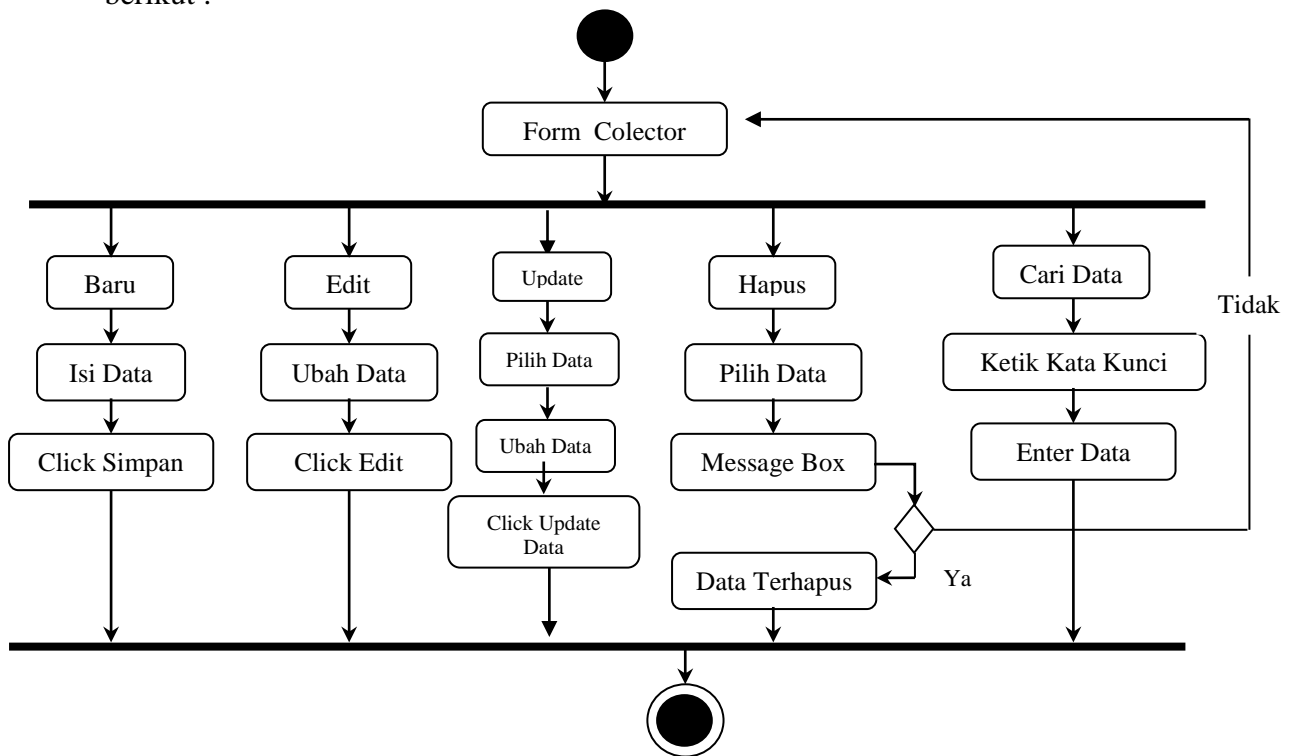 berikut :
Form Colector
Baru
Edit
Update
Hapus
Cari Data
Tidak
Isi Data
Ubah Data
Pilih Data
Pilih Data
Ketik Kata Kunci
Click Simpan
Click Edit
Ubah Data
Message Box
Enter Data
Click Update
Data
Data Terhapus
Ya